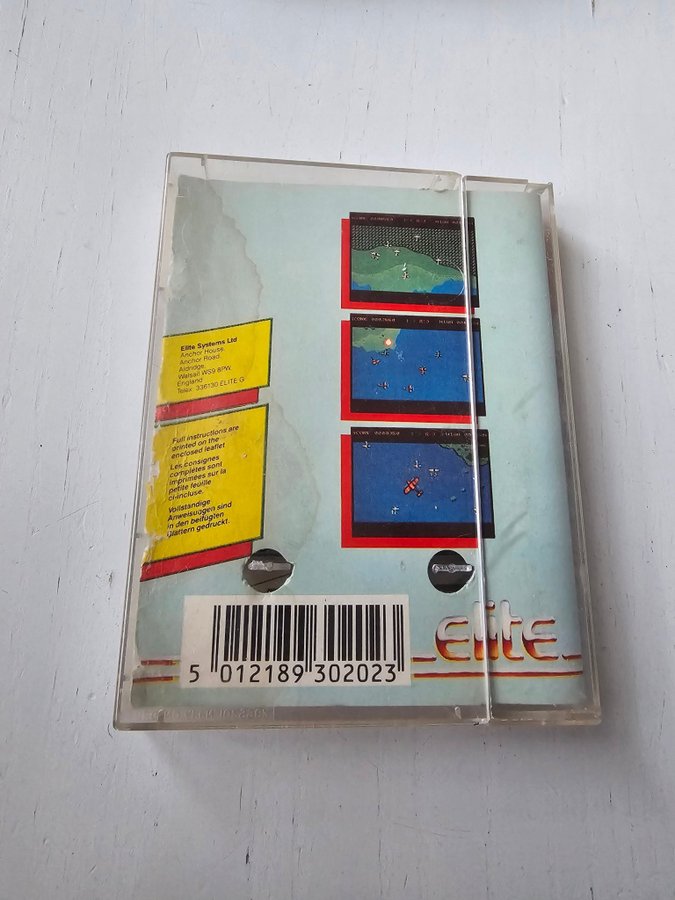 Elite Systems Ltd
Anchor House,
Anchor Road,
Aldridge,
Walsall WS9 8PW,
England
Telex: 336130 ELITE G
Full instructions are
printed on the
enclosed leaflet
Les consignes
complètes sont
imprimées sur la
petite feuille
ci-incluse.
Vollständige
Anweisungen sind
in den beifügten
Blättern gedruckt.
elite
5 012189 302023